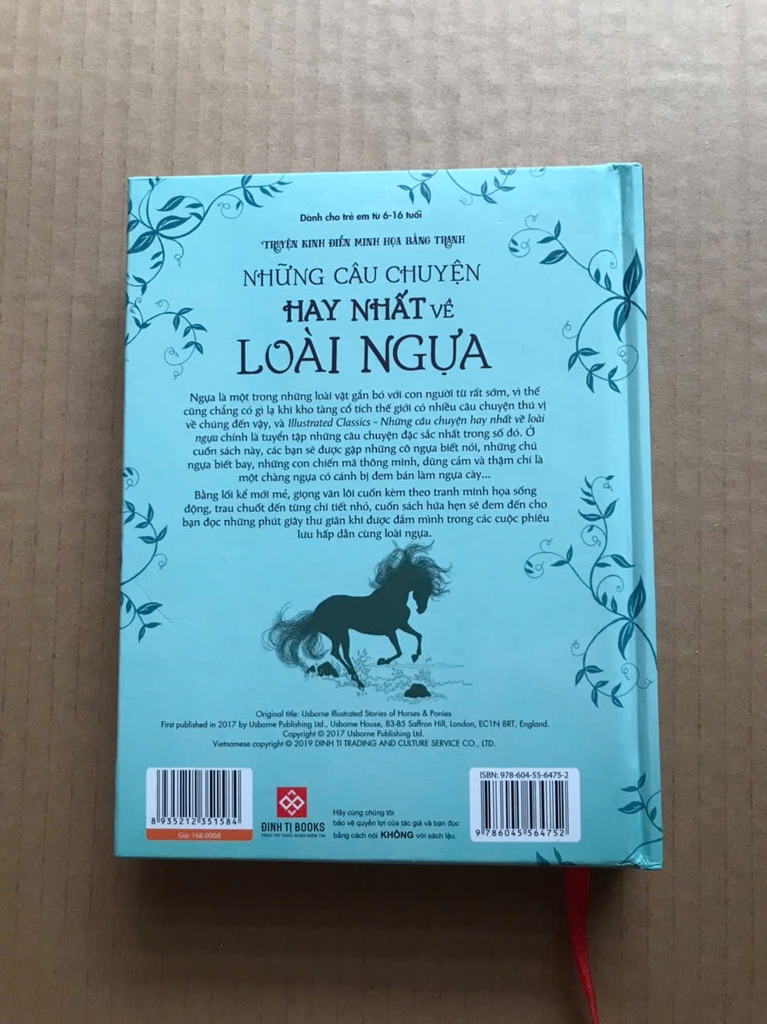 Dành cho trẻ em từ 6-16 tuổi
TRUYỆN KINH ĐIỂN MINH HỌA BẰNG TRANH
NHỮNG CÂU CHUYỆN
HAY NHẤT VỀ
LOÀI NGỰA
Ngựa là một trong những loài vật gắn bó với con người từ rất sớm, vì thế
cũng chẳng có gì lạ khi kho tàng cổ tích thế giới có nhiều câu chuyện thú vị
về chúng đến vậy, và Illustrated Classics - Những câu chuyện hay nhất về loài
ngựa chính là tuyển tập những câu chuyện đặc sắc nhất trong số đó. Ở
cuốn sách này, các bạn sẽ được gặp những cô ngựa biết nói, những chú
ngựa biết bay, những con chiến mã thông minh, dũng cảm và thậm chí là
một chàng ngựa có cánh bị đem bán làm ngựa cày...
Bằng lối kể mới mẻ, giọng văn lôi cuốn kèm theo tranh minh họa sống
động, trau chuốt đến từng chi tiết nhỏ, cuốn sách hứa hẹn sẽ đem đến cho
bạn đọc những phút giây thư giãn khi được đắm mình trong các cuộc phiêu
lưu hấp dẫn cùng loài ngựa.
Original title: Usborne Illustrated Stories of Horses & Ponies
First published in 2017 by Usborne Publishing Ltd., Usborne House, 83-85 Saffron Hill, London, EC1N 8RT, England.
Copyright © 2017 Usborne Publishing Ltd.
Vietnamese copyright © 2019 DINH TI TRADING AND CULTURE SERVICE CO., LTD.
8 935212 351584
Giá: 168.000đ
ĐINH TỊ BOOKS
Hãy cùng chúng tôi
bảo vệ quyền lợi của tác giả và bạn đọc
bằng cách nói KHÔNG với sách lậu.
ISBN: 978-604-55-6475-2
9 786045 564752